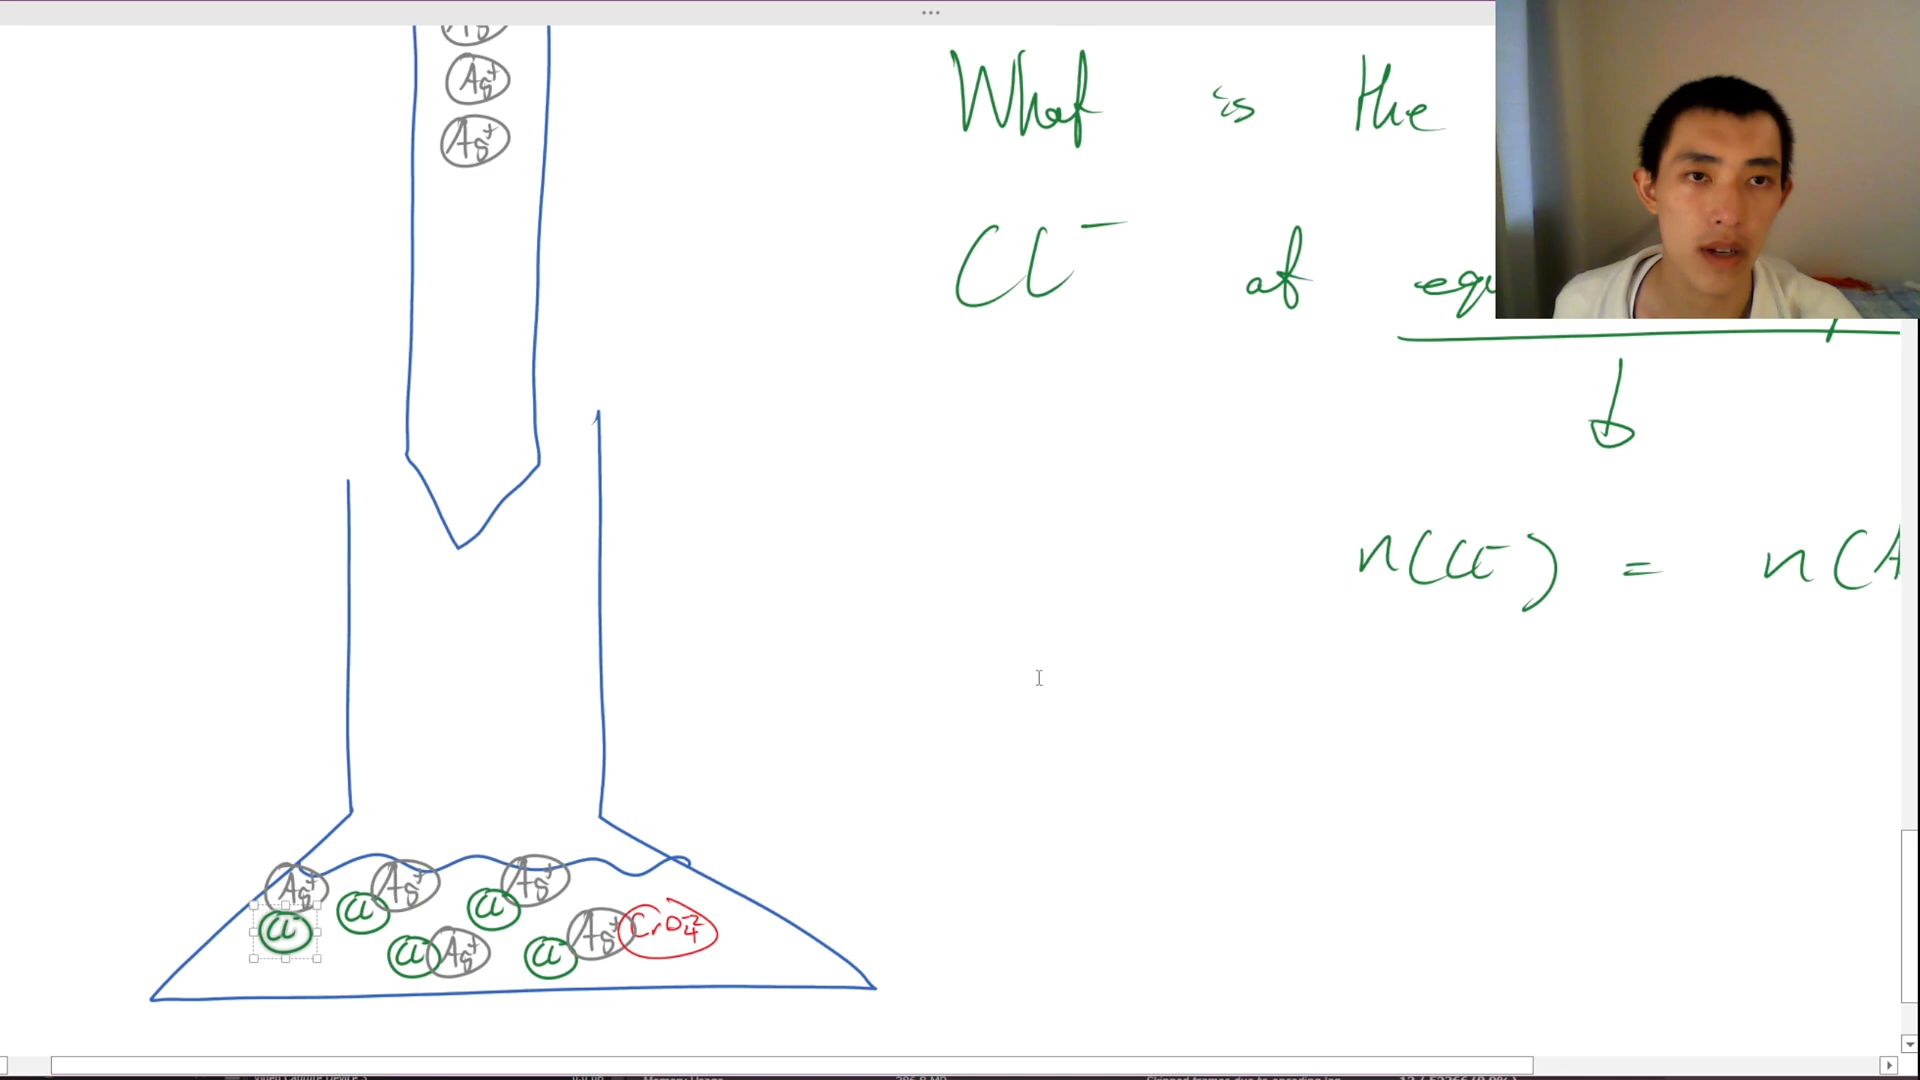 Ag+
Ag+
What is the
Cl⁻ at equ
n(Cl⁻) = n(A
Ag+ Ag+ Ag+
Cl⁻ Cl Cl Ag+ CrO₄²⁻
Cl Ag+ Cl